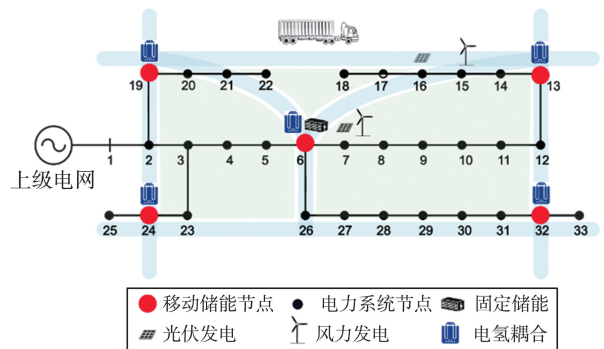 19 20 21 22 18 17 16 15 14 13
上级电网 1 2 3 4 5 6 7 8 9 10 11 12
25 24 23 26 27 28 29 30 31 32 33
移动储能节点 电力系统节点 固定储能
光伏发电 风力发电 电氢耦合